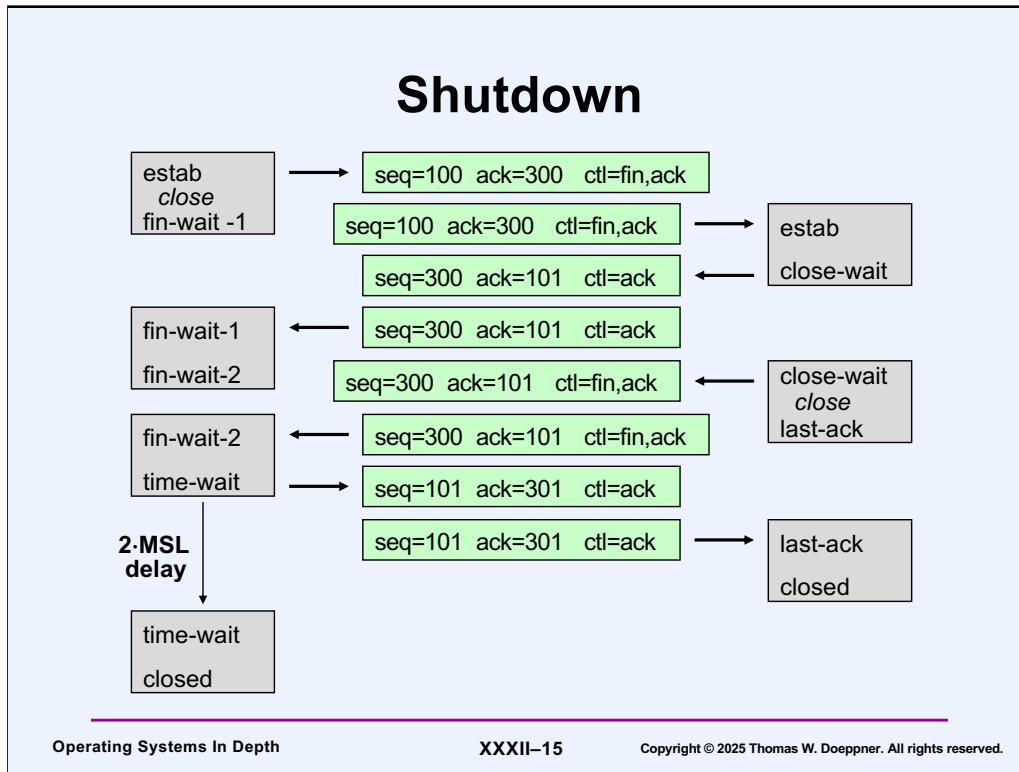 Shutdown
estab
close
fin-wait -1
seq=100 ack=300 ctl=fin,ack
seq=100 ack=300 ctl=fin,ack
estab
close-wait
seq=300 ack=101 ctl=ack
fin-wait-1
fin-wait-2
seq=300 ack=101 ctl=ack
seq=300 ack=101 ctl=fin,ack
close-wait
close
last-ack
fin-wait-2
time-wait
seq=300 ack=101 ctl=fin,ack
seq=101 ack=301 ctl=ack
seq=101 ack=301 ctl=ack
last-ack
closed
2·MSL
delay
time-wait
closed
Operating Systems In Depth
XXXII–15
Copyright © 2025 Thomas W. Doeppner. All rights reserved.